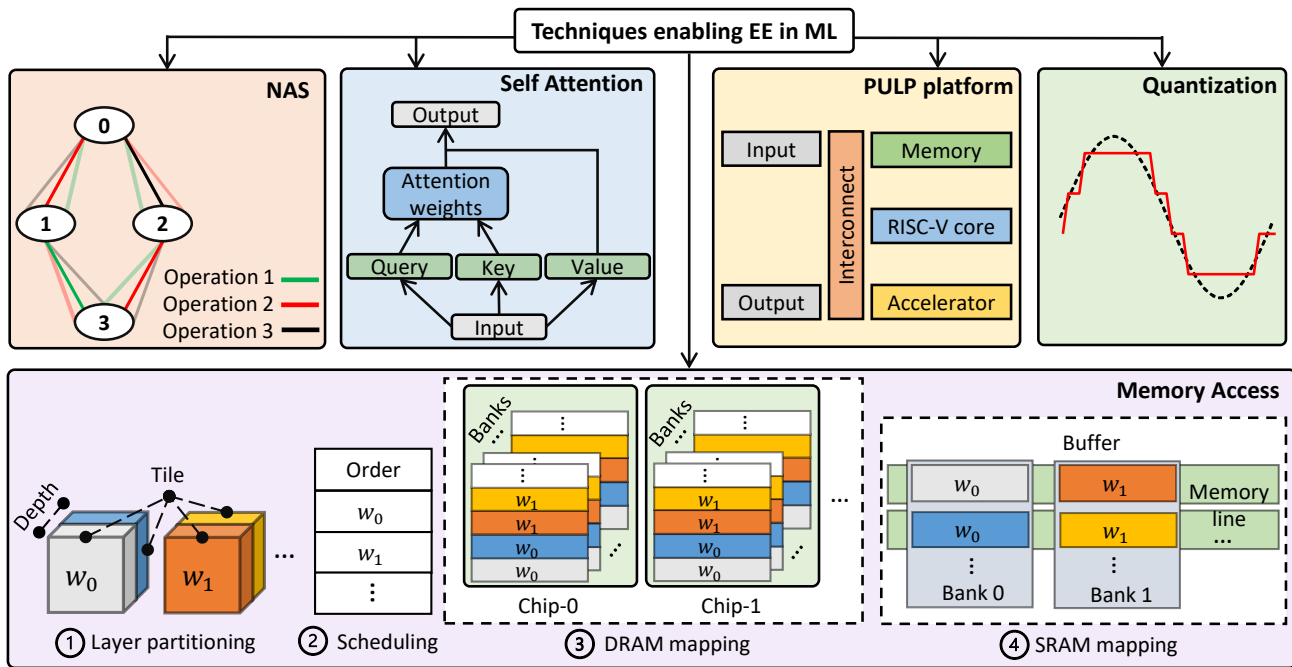 Techniques enabling EE in ML
NAS
0
1
2
3
Operation 1
Operation 2
Operation 3
Self Attention
Output
Attention
weights
Query
Key
Value
Input
PULP platform
Input
Output
Interconnect
Memory
RISC-V core
Accelerator
Quantization
Memory Access
Depth
Tile
w₀
w₁
...
1 Layer partitioning
Order
w₀
w₁
⋮
2 Scheduling
Banks
...
⋮
⋮
w₁
w₁
w₀
w₀
...
Chip-0
Banks
...
⋮
⋮
w₁
w₁
w₀
w₀
...
Chip-1
...
3 DRAM mapping
Buffer
w₀
w₁
Memory
w₀
w₁
line
...
⋮
⋮
Bank 0
Bank 1
4 SRAM mapping